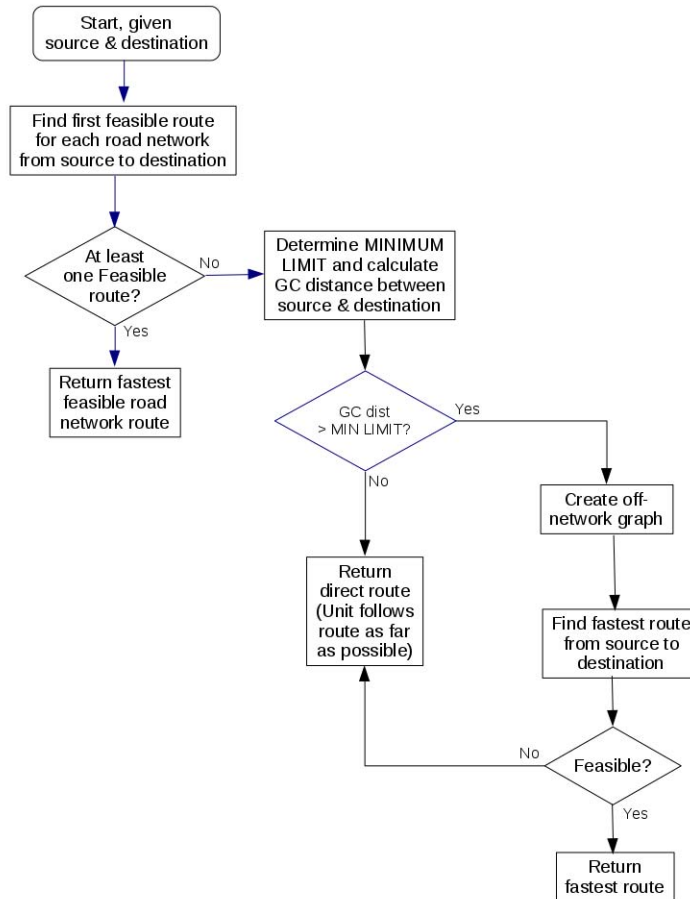 Start, given
source & destination
Find first feasible route
for each road network
from source to destination
At least
one Feasible
route?
No
Yes
Determine MINIMUM
LIMIT and calculate
GC distance between
source & destination
Return fastest
feasible road
network route
GC dist
> MIN LIMIT?
Yes
No
Create off-
network graph
Return
direct route
(Unit follows
route as far
as possible)
Find fastest route
from source to
destination
Feasible?
No
Yes
Return
fastest route